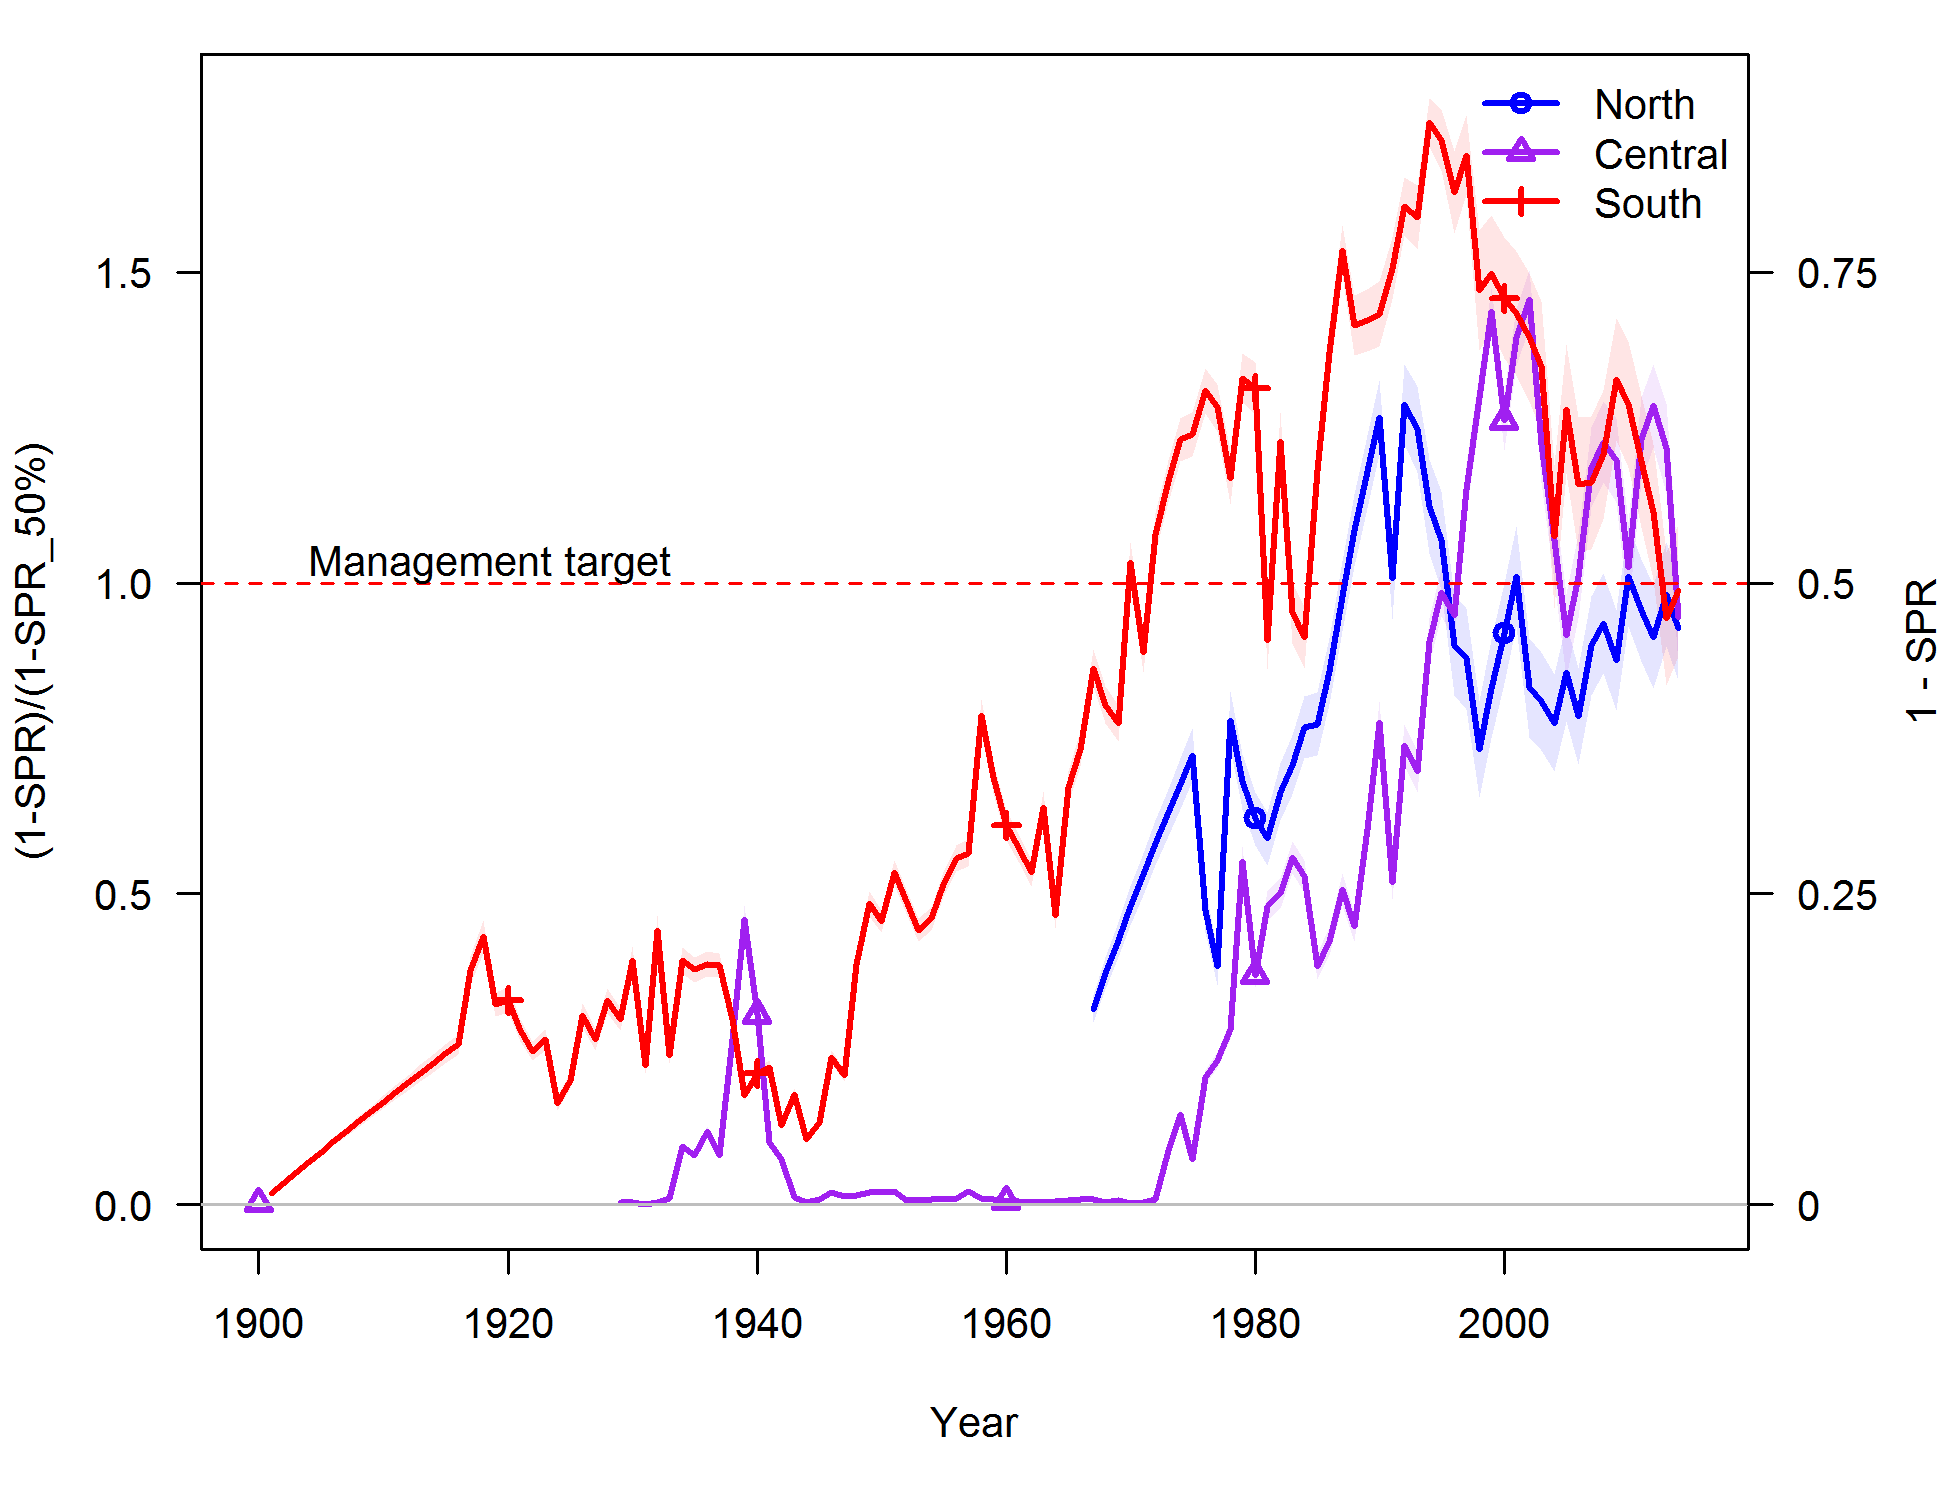 North
Central
South
Management target
(1-SPR)/(1-SPR_50%)
1.5
1.0
0.5
0.0
0.75
0.5
0.25
0
1 - SPR
1900 1920 1940 1960 1980 2000
Year